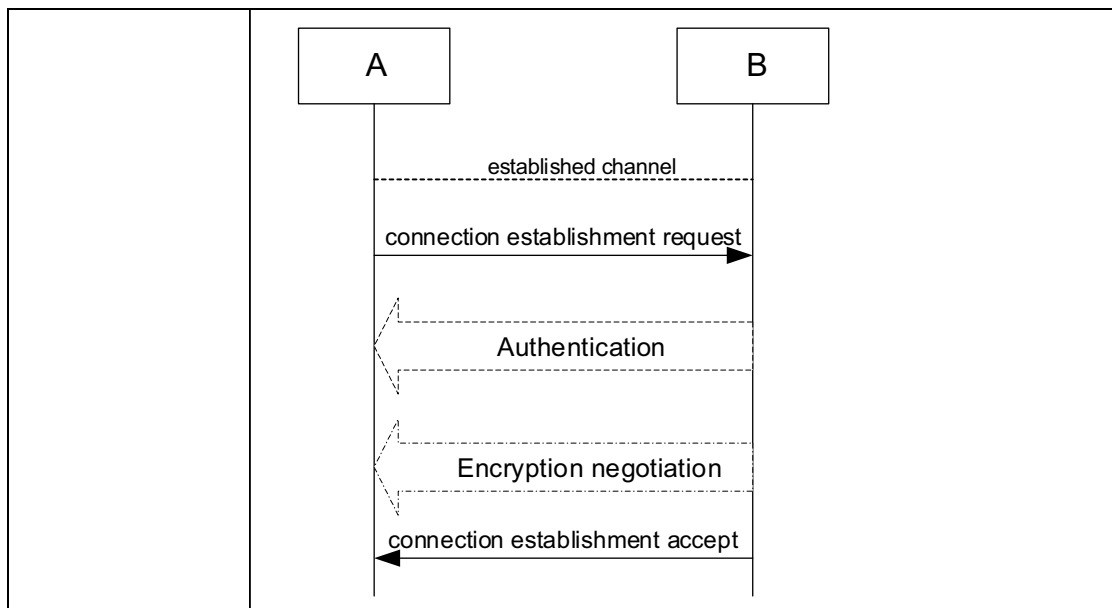 A
B
established channel
connection establishment request
Authentication
Encryption negotiation
connection establishment accept